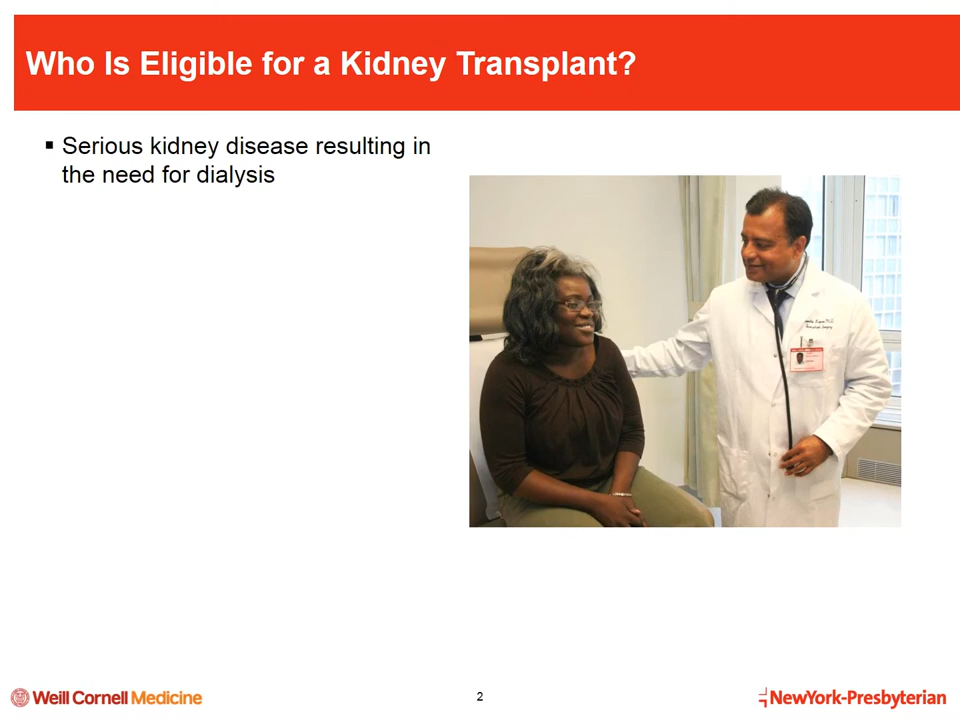 Who Is Eligible for a Kidney Transplant?
▪ Serious kidney disease resulting in
the need for dialysis
Weill Cornell Medicine
2
NewYork-Presbyterian